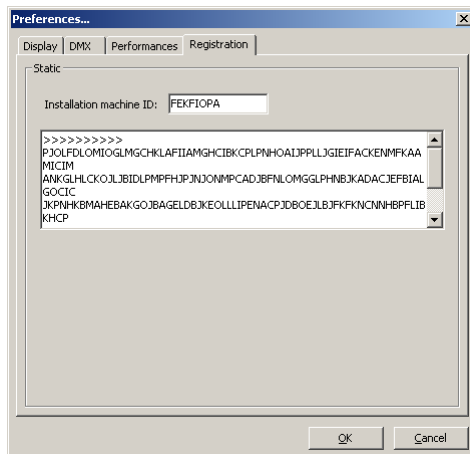 Preferences...
Display DMX Performances Registration
Static
Installation machine ID: FEKFIOPA
>>>>>>>>>>
PJOLFDLOMIOGLMGCHKLAFIIAMGHCIBKCPLPNHOAIJPPLLJGIEIFACKENMFKAA
MICIM
ANKGLHLCKOJLJBIDLPMPFHJPJNJONMPCADJBFNLOMGGLPHNBJKADACJEFBIAL
GOCIC
JKPNHKBMAHEBAKGOJBAGELDBJKEOLLLIPENACPJDBOEJLBJFKFKNCNNHBPFLIB
KHCP
OK Cancel